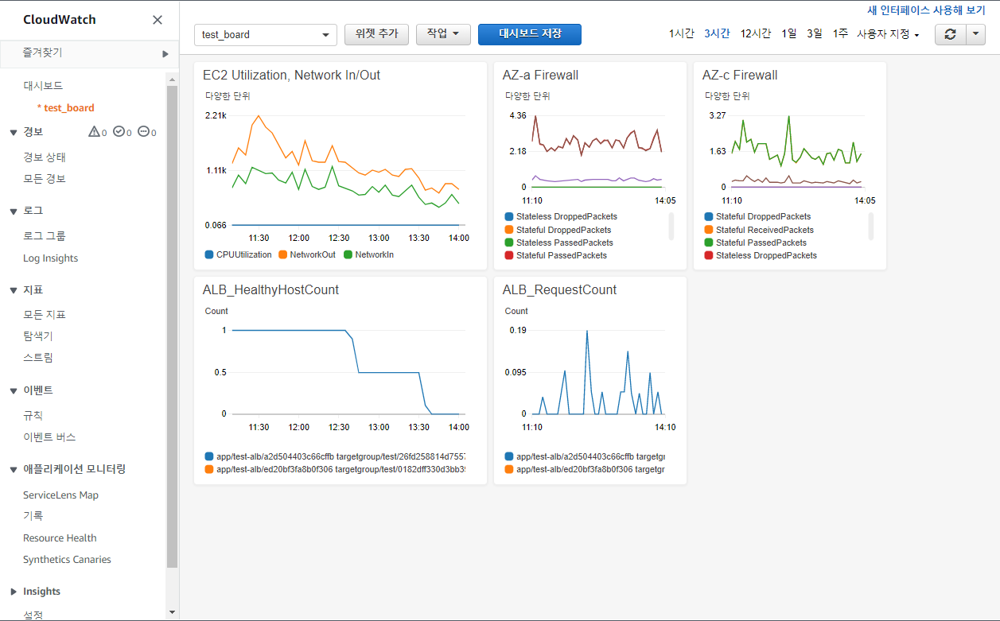 CloudWatch
즐겨찾기
대시보드
* test_board
경보 0 0 0
경보 상태
모든 경보
로그
로그 그룹
Log Insights
지표
모든 지표
탐색기
스트림
이벤트
규칙
이벤트 버스
애플리케이션 모니터링
ServiceLens Map
기록
Resource Health
Synthetics Canaries
Insights
설정
새 인터페이스 사용해 보기
test_board 위젯 추가 작업 대시보드 저장 1시간 3시간 12시간 1일 3일 1주 사용자 지정
EC2 Utilization, Network In/Out
다양한 단위
2.21k
1.11k
0.066
11:30 12:00 12:30 13:00 13:30 14:00
CPUUtilization NetworkOut NetworkIn
AZ-a Firewall
다양한 단위
4.36
2.18
0
11:10 14:05
Stateless DroppedPackets
Stateful DroppedPackets
Stateless PassedPackets
Stateful PassedPackets
AZ-c Firewall
다양한 단위
3.27
1.63
0
11:10 14:05
Stateful DroppedPackets
Stateful ReceivedPackets
Stateful PassedPackets
Stateless DroppedPackets
ALB_HealthyHostCount
Count
1
0.5
0
11:30 12:00 12:30 13:00 13:30 14:00
app/test-alb/a2d504403c66cffb targetgroup/test/26fd258814d7557
app/test-alb/ed20bf3fa8b0f306 targetgroup/test/0182dff330d3bb3
ALB_RequestCount
Count
0.19
0.095
0
11:10 14:10
app/test-alb/a2d504403c66cffb targetgr
app/test-alb/ed20bf3fa8b0f306 targetgr